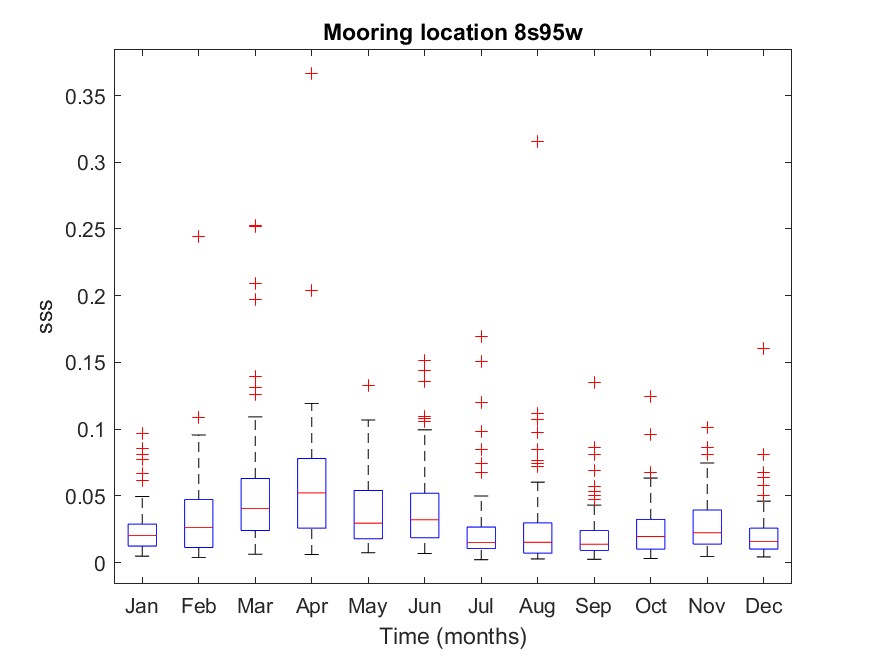 Mooring location 8s95w
0.35
0.3
0.25
0.2
0.15
0.1
0.05
0
sss
Jan Feb Mar Apr May Jun Jul Aug Sep Oct Nov Dec
Time (months)